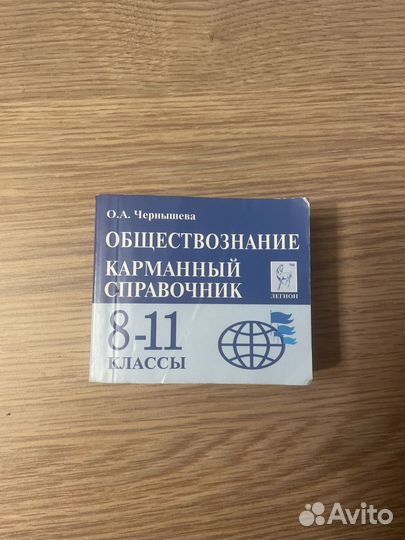 О.А. Чернышева
ОБЩЕСТВОЗНАНИЕ
КАРМАННЫЙ
СПРАВОЧНИК
ЛЕГИОН
8-11
КЛАССЫ
Avito